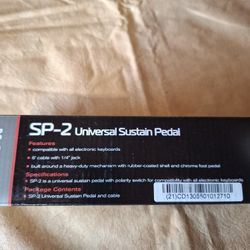 SP-2 Universal Sustain Pedal
Features
• compatible with all electronic keyboards
• 6' cable with 1/4" jack
• built around a heavy-duty mechanism with rubber-coated shell and chrome foot pedal
Specifications
• SP-2 is a universal sustain pedal with polarity switch for compatibility with all electronic keyboards
Package Contents
• SP-2 Universal Sustain Pedal and cable
(21)CD1305501012710